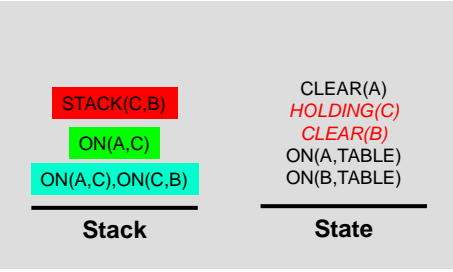 STACK(C,B)
ON(A,C)
ON(A,C),ON(C,B)
Stack
CLEAR(A)
HOLDING(C)
CLEAR(B)
ON(A,TABLE)
ON(B,TABLE)
State